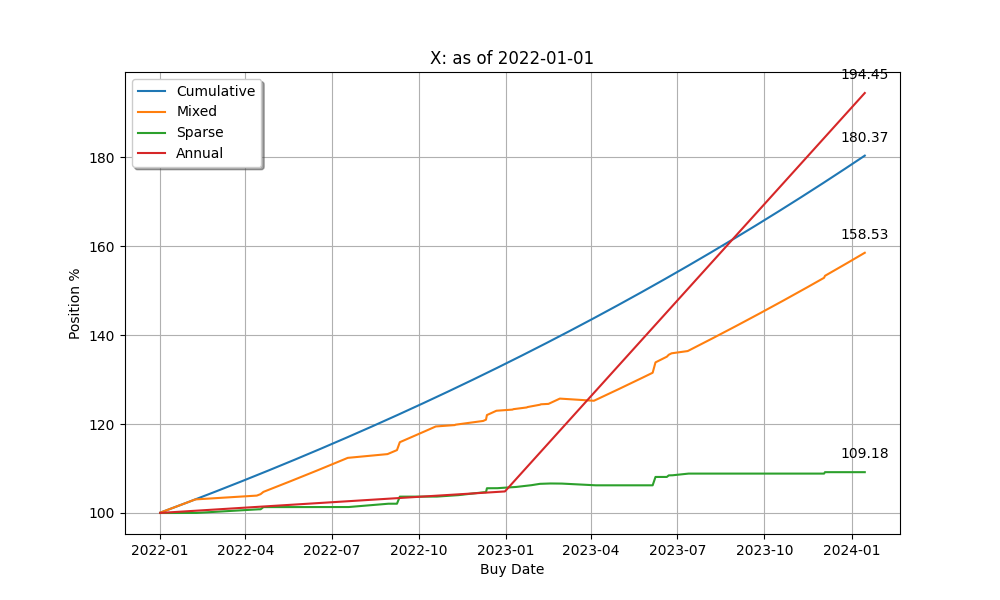 X: as of 2022-01-01
194.45
Cumulative
Mixed
Sparse
Annual
180.37
158.53
109.18
180
160
140
120
100
Position %
2022-01
2022-04
2022-07
2022-10
2023-01
2023-04
2023-07
2023-10
2024-01
Buy Date